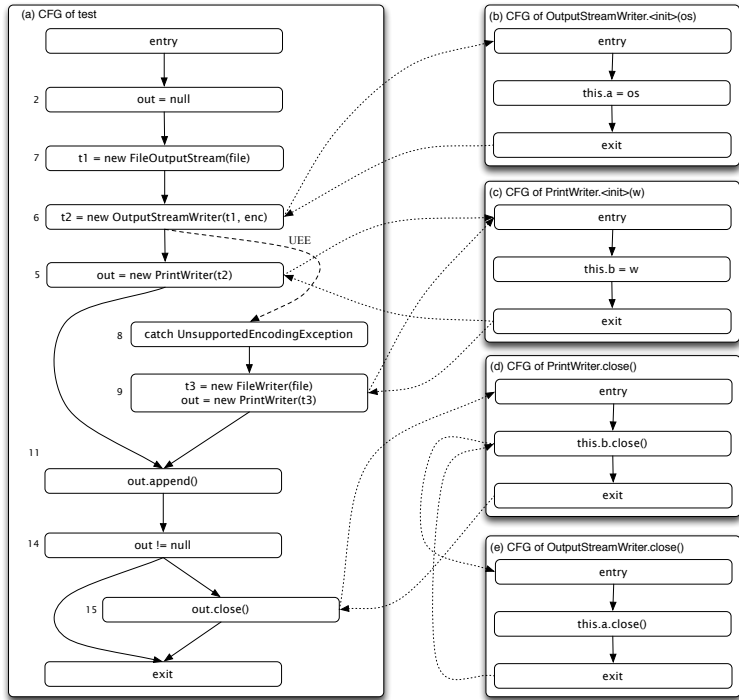 (a) CFG of test
entry
2
out = null
7
t1 = new FileOutputStream(file)
6
t2 = new OutputStreamWriter(t1, enc)
UEE
5
out = new PrintWriter(t2)
8
catch UnsupportedEncodingException
9
t3 = new FileWriter(file)
out = new PrintWriter(t3)
11
out.append()
14
out != null
15
out.close()
exit
(b) CFG of OutputStreamWriter.<init>(os)
entry
this.a = os
exit
(c) CFG of PrintWriter.<init>(w)
entry
this.b = w
exit
(d) CFG of PrintWriter.close()
entry
this.b.close()
exit
(e) CFG of OutputStreamWriter.close()
entry
this.a.close()
exit